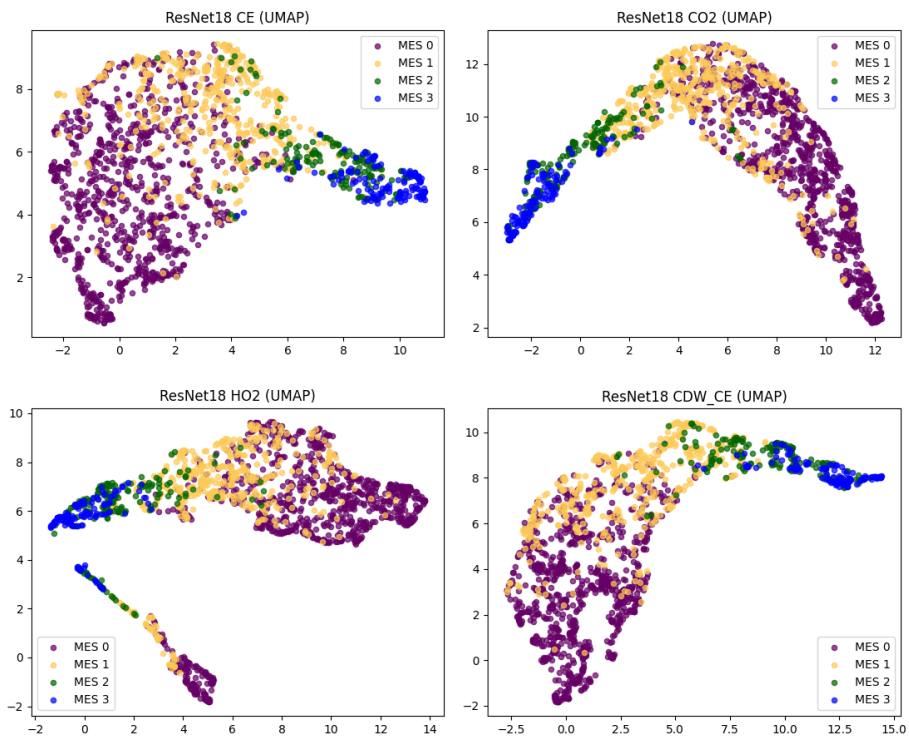 ResNet18 CE (UMAP)
MES 0
MES 1
MES 2
MES 3
8
6
4
2
−2
0
2
4
6
8
10
ResNet18 CO2 (UMAP)
MES 0
MES 1
MES 2
MES 3
12
10
8
6
4
2
−2
0
2
4
6
8
10
12
ResNet18 HO2 (UMAP)
10
8
6
4
2
0
−2
MES 0
MES 1
MES 2
MES 3
−2
0
2
4
6
8
10
12
14
ResNet18 CDW_CE (UMAP)
10
8
6
4
2
0
−2
MES 0
MES 1
MES 2
MES 3
−2.5
0.0
2.5
5.0
7.5
10.0
12.5
15.0